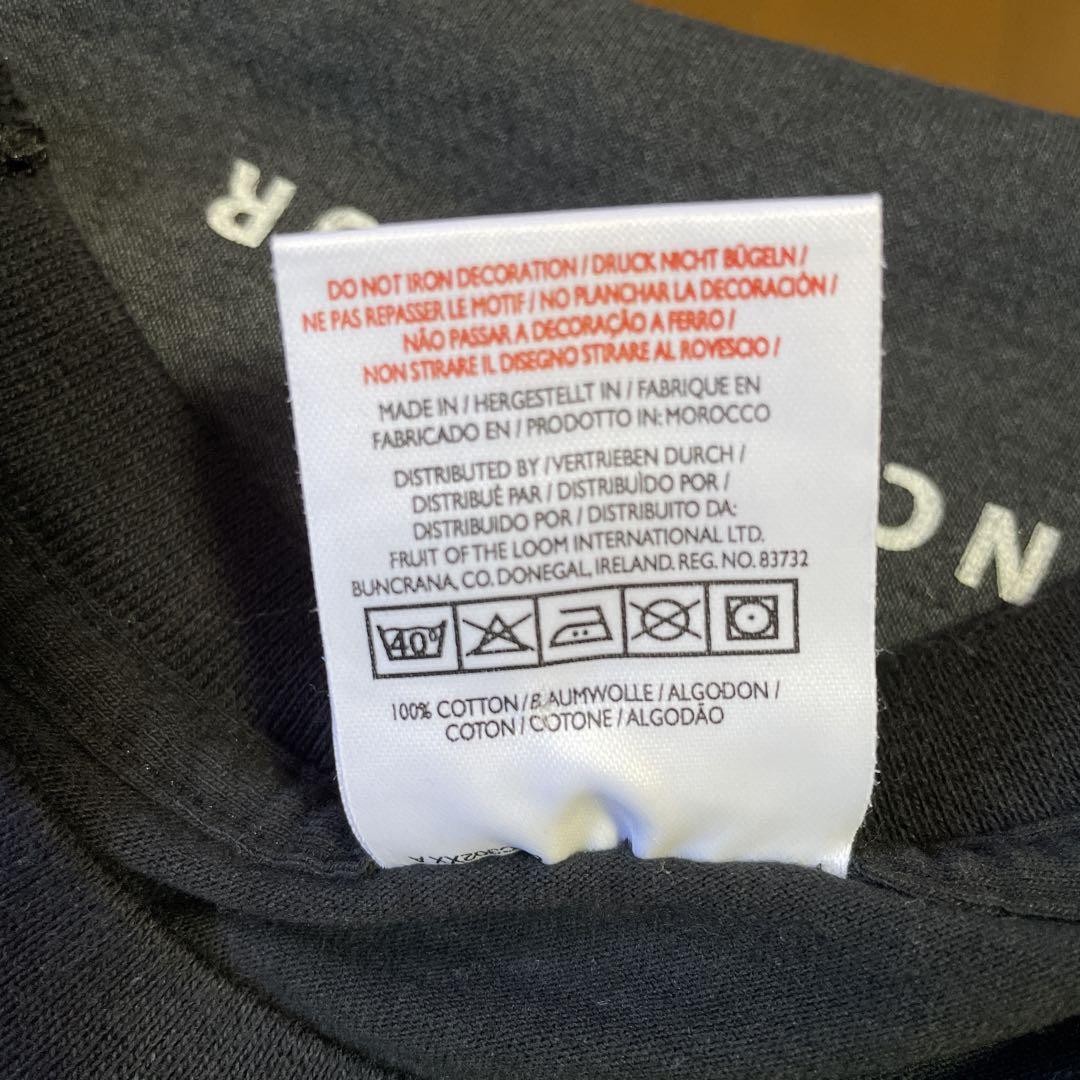 R
DO NOT IRON DECORATION / DRUCK NICHT BÜGELN /
NE PAS REPASSER LE MOTIF / NO PLANCHAR LA DECORACIÓN /
NÃO PASSAR A DECORAÇÃO A FERRO /
NON STIRARE IL DISEGNO STIRARE AL ROVESCIO /
MADE IN / HERGESTELLT IN / FABRIQUE EN
FABRICADO EN / PRODOTTO IN: MOROCCO
DISTRIBUTED BY / VERTRIEBEN DURCH /
DISTRIBUÉ PAR / DISTRIBUÌDO POR /
DISTRIBUIDO POR / DISTRIBUITO DA:
FRUIT OF THE LOOM INTERNATIONAL LTD.
BUNCRANA, CO. DONEGAL, IRELAND. REG. NO. 83732
40°
100% COTTON / BAUMWOLLE / ALGODON /
COTON / COTONE / ALGODÃO
NC